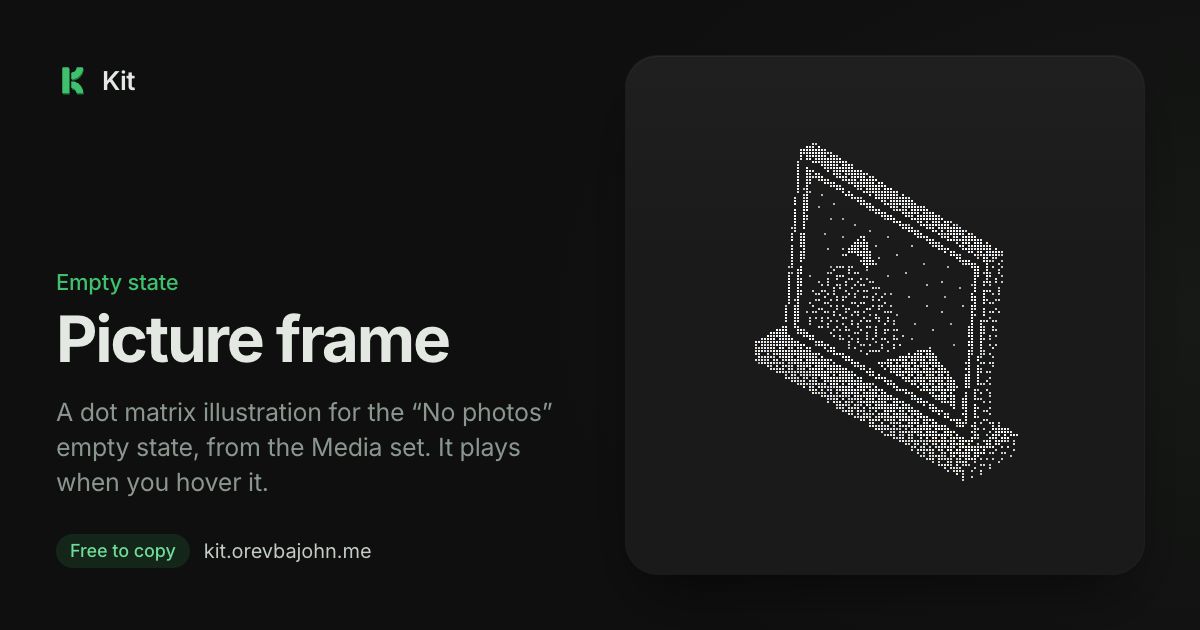 Kit
Empty state
Picture frame
A dot matrix illustration for the “No photos”
empty state, from the Media set. It plays
when you hover it.
Free to copy
kit.orevbajohn.me